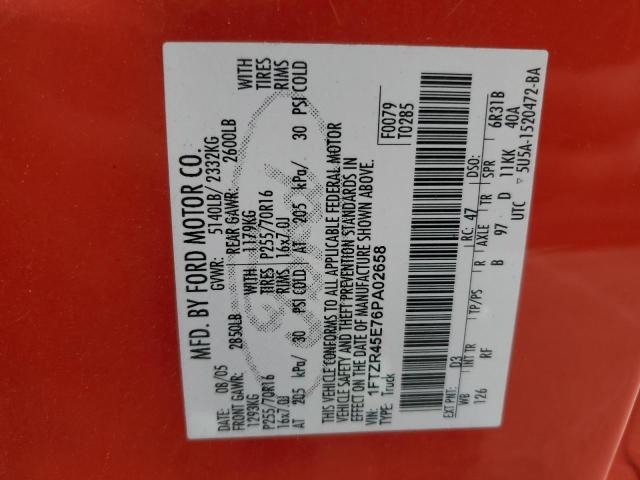 MFD. BY FORD MOTOR CO.
DATE: 08/05 GVWR: 5140LB/ 2332KG
FRONT GAWR: 2850LB REAR GAWR: 2600LB
1293KG WITH 1179KG WITH
P255/70R16 TIRES P255/70R16 TIRES
16x7.0J RIMS 16x7.0J RIMS
AT 205 kPa/ 30 PSI COLD AT 205 kPa/ 30 PSI COLD
THIS VEHICLE CONFORMS TO ALL APPLICABLE FEDERAL MOTOR
VEHICLE SAFETY AND THEFT PREVENTION STANDARDS IN
EFFECT ON THE DATE OF MANUFACTURE SHOWN ABOVE.
VIN: 1FTZR45E76PA02658
TYPE: Truck
F0079
T0285
EXT PNT: D3 RC: 47 DSO:
WB INT TR TP/PS R AXLE TR SPR
126 RF B 97 D 11KK 6R31B
40A
UTC ▽ 5U5A-1520472-BA